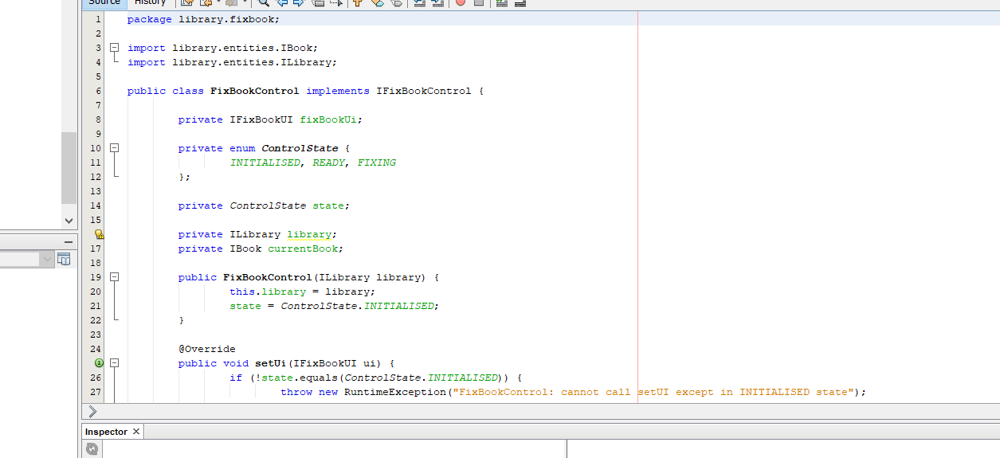 Source History
1 package library.fixbook;
2
3 import library.entities.IBook;
4 import library.entities.ILibrary;
5
6 public class FixBookControl implements IFixBookControl {
7
8 private IFixBookUI fixBookUi;
9
10 private enum ControlState {
11 INITIALISED, READY, FIXING
12 };
13
14 private ControlState state;
15
private ILibrary library;
17 private IBook currentBook;
18
19 public FixBookControl(ILibrary library) {
20 this.library = library;
21 state = ControlState.INITIALISED;
22 }
23
24 @Override
public void setUi(IFixBookUI ui) {
26 if (!state.equals(ControlState.INITIALISED)) {
27 throw new RuntimeException("FixBookControl: cannot call setUI except in INITIALISED state");
Inspector